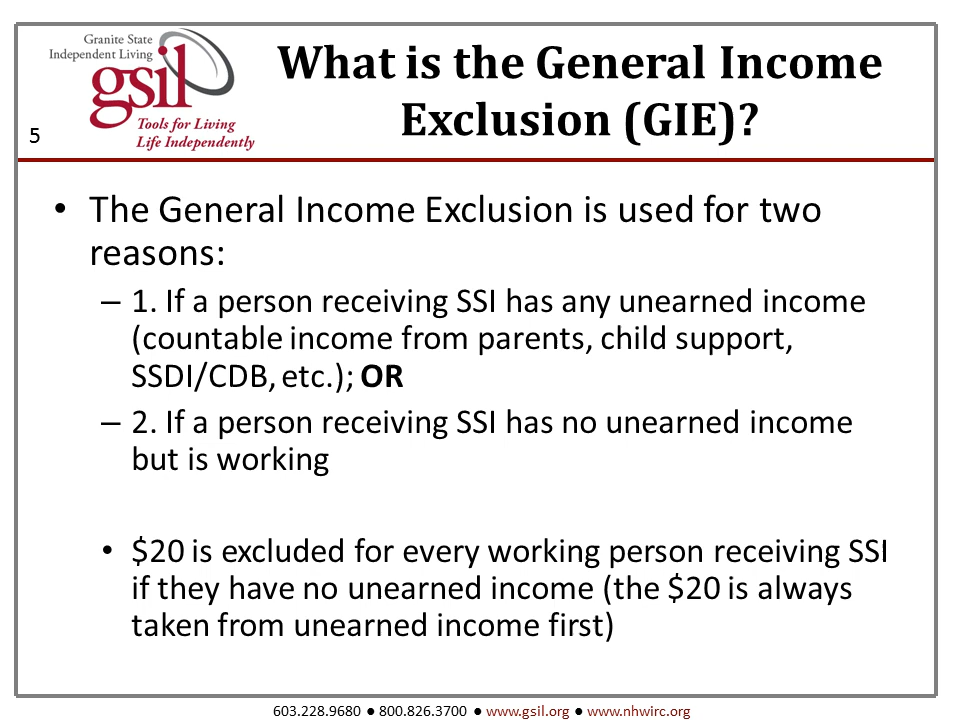 Granite State
Independent Living
gsil
Tools for Living
Life Independently
What is the General Income
Exclusion (GIE)?
5
• The General Income Exclusion is used for two
reasons:
– 1. If a person receiving SSI has any unearned income
(countable income from parents, child support,
SSDI/CDB, etc.); OR
– 2. If a person receiving SSI has no unearned income
but is working
• $20 is excluded for every working person receiving SSI
if they have no unearned income (the $20 is always
taken from unearned income first)
603.228.9680 ● 800.826.3700 ● www.gsil.org ● www.nhwirc.org